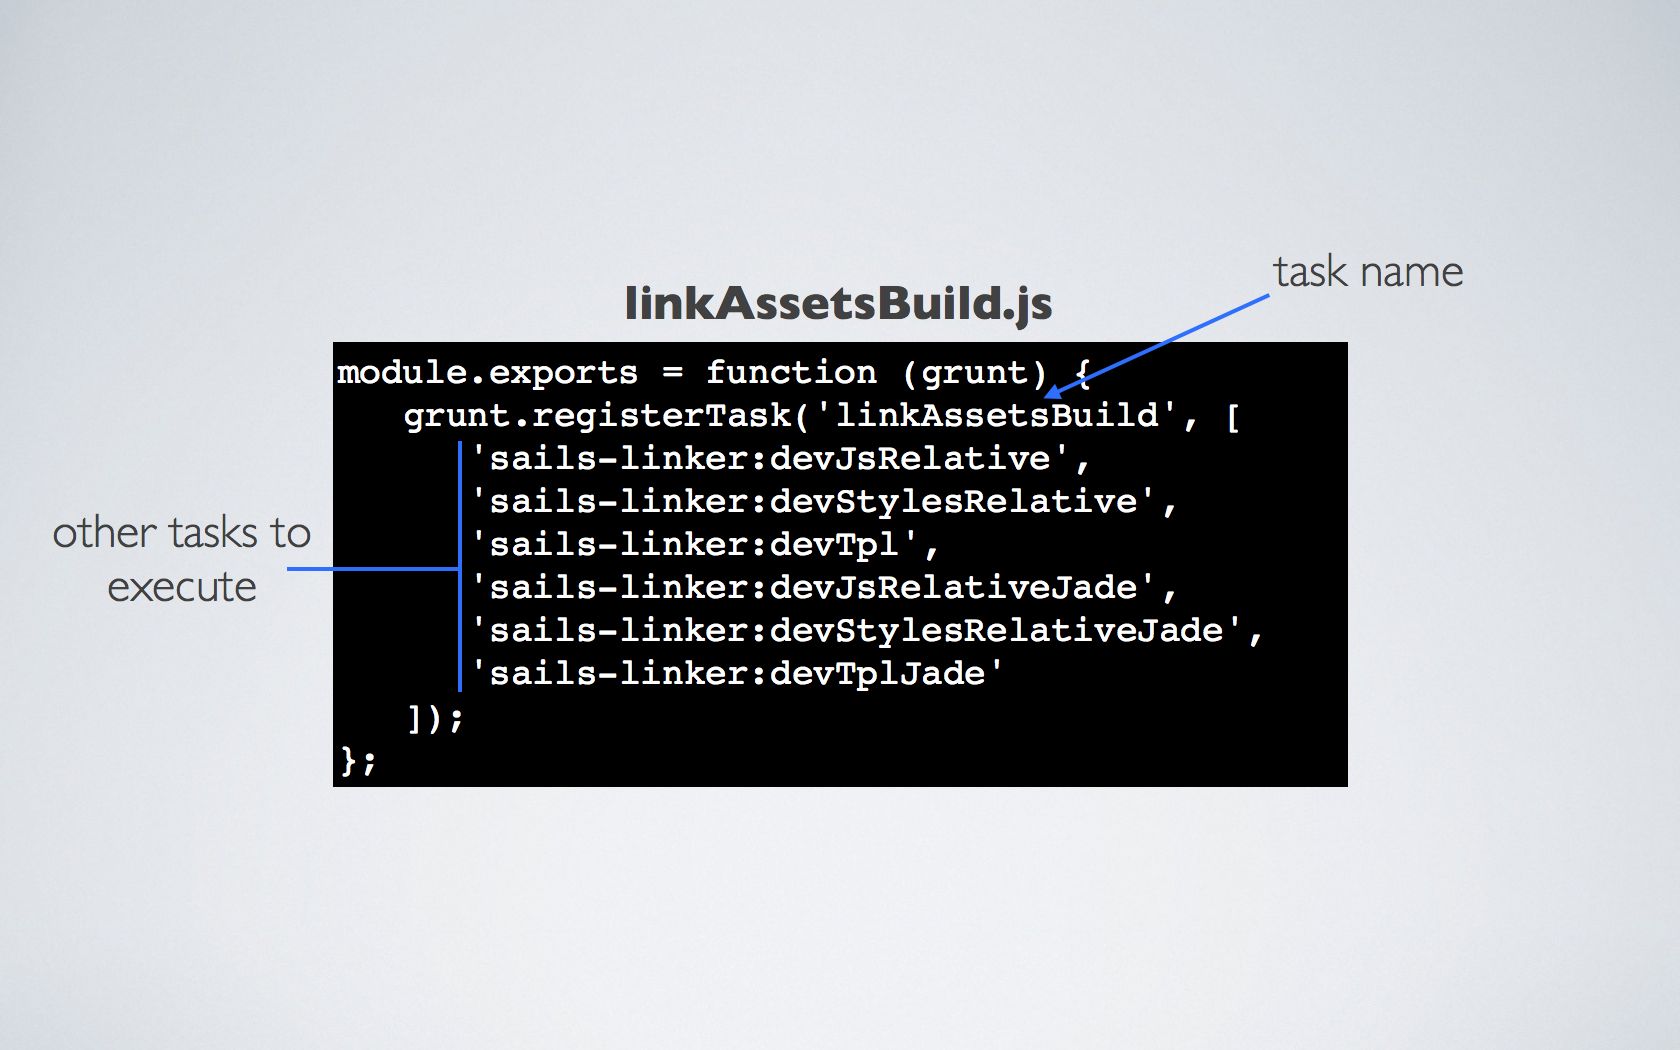 task name
linkAssetsBuild.js
module.exports = function (grunt) {
grunt.registerTask('linkAssetsBuild', [
'sails-linker:devJsRelative',
'sails-linker:devStylesRelative',
'sails-linker:devTpl',
'sails-linker:devJsRelativeJade',
'sails-linker:devStylesRelativeJade',
'sails-linker:devTplJade'
]);
};
other tasks to
execute